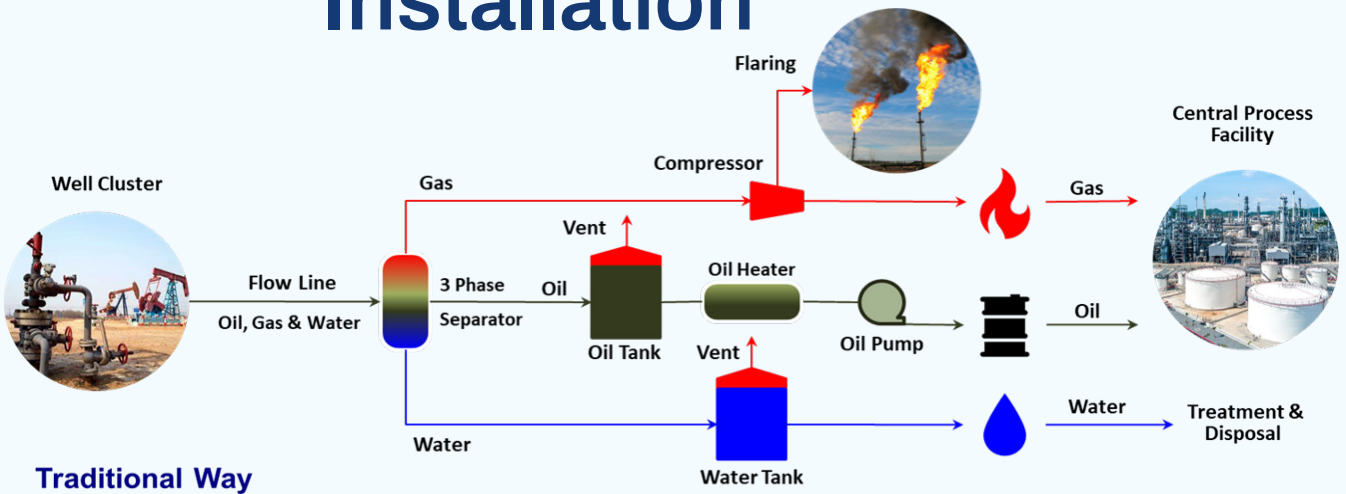 Installation
Flaring
Central Process
Facility
Compressor
Well Cluster
Gas
Gas
Vent
Flow Line
3 Phase
Oil
Oil Heater
Oil, Gas & Water
Separator
Oil
Oil Tank
Vent
Oil Pump
Water
Water
Treatment &
Disposal
Traditional Way
Water Tank